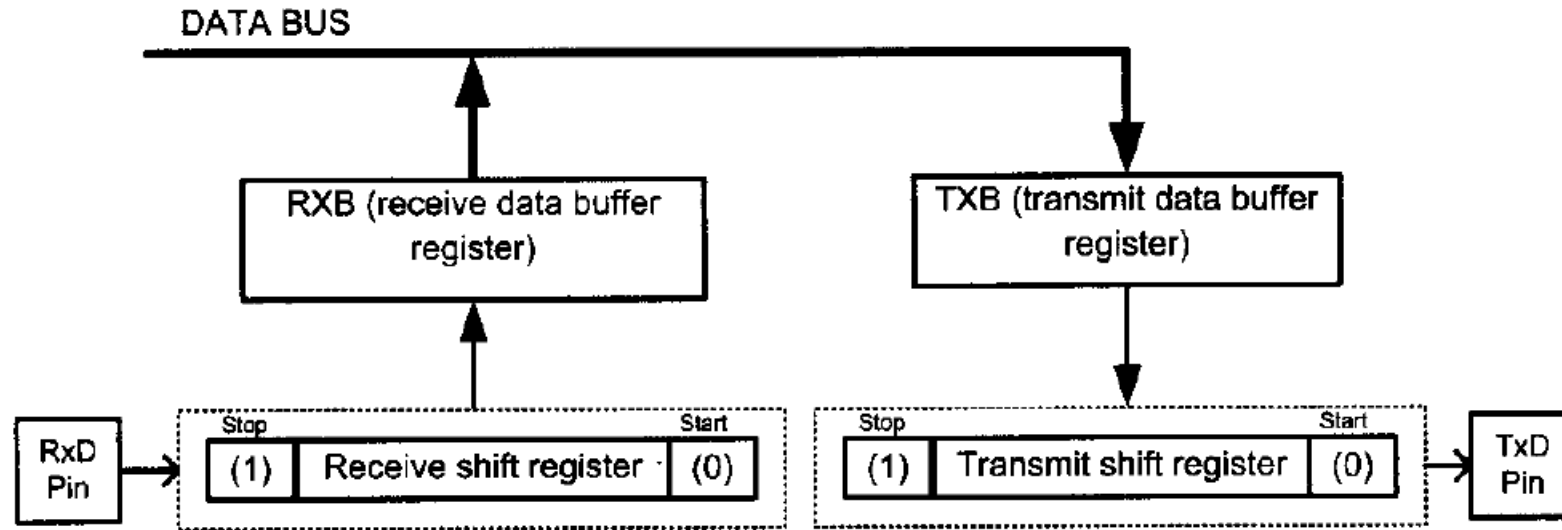 DATA BUS
RXB (receive data buffer
register)
TXB (transmit data buffer
register)
RxD
Pin
Stop
Start
(1)
Receive shift register
(0)
Stop
Start
(1)
Transmit shift register
(0)
TxD
Pin